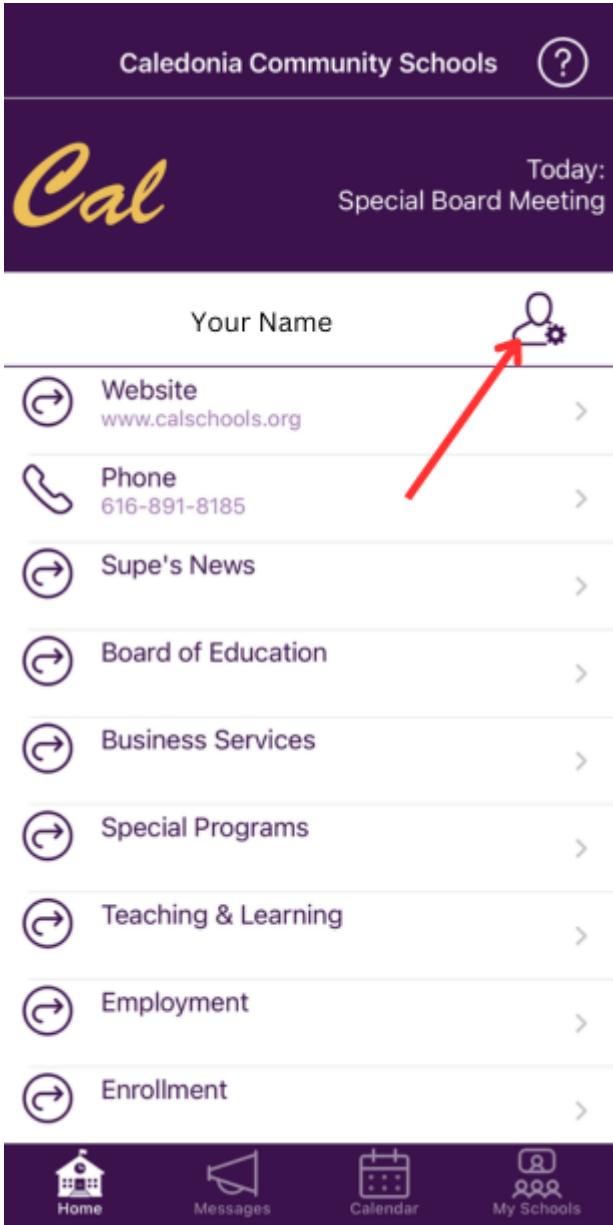 Caledonia Community Schools
?
Cal
Today:
Special Board Meeting
Your Name
Website
www.calschools.org
Phone
616-891-8185
Supe's News
Board of Education
Business Services
Special Programs
Teaching & Learning
Employment
Enrollment
Home
Messages
Calendar
My Schools